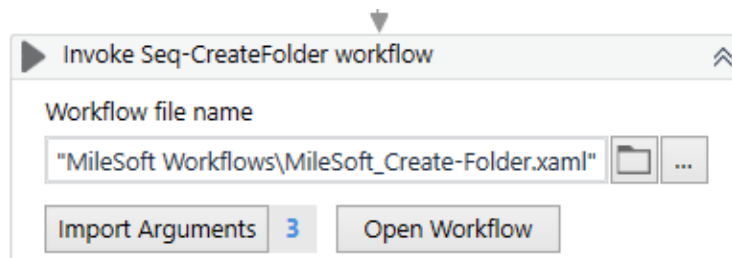 Invoke Seq-CreateFolder workflow
Workflow file name
"MileSoft Workflows\MileSoft_Create-Folder.xaml" ...
Import Arguments 3 Open Workflow